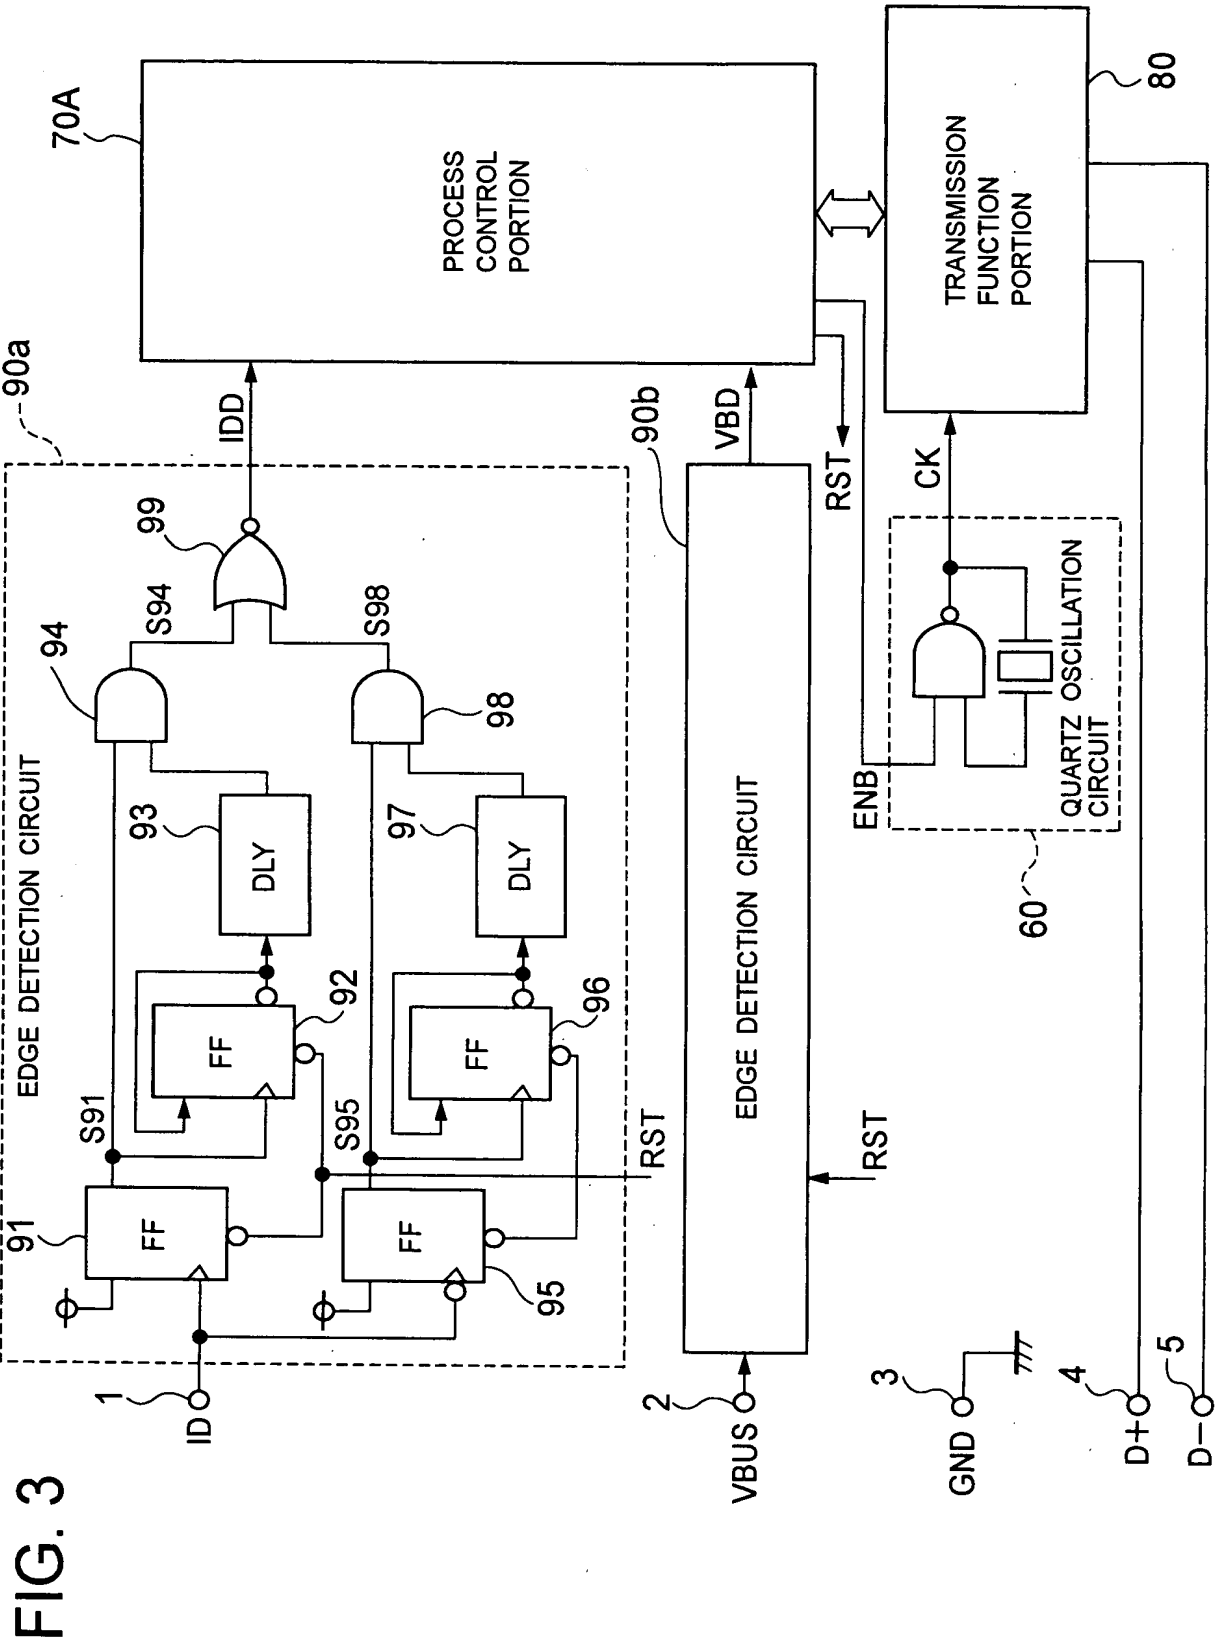 FIG. 3
90a
70A
EDGE DETECTION CIRCUIT
94
S94
99
IDD
91
S91
93
DLY
FF
FF
92
S98
98
97
DLY
S95
FF
FF
96
95
1
ID
RST
PROCESS
CONTROL
PORTION
2
VBUS
EDGE DETECTION CIRCUIT
90b
VBD
RST
RST
ENB
CK
TRANSMISSION
FUNCTION
PORTION
80
QUARTZ OSCILLATION
CIRCUIT
60
3
GND
4
D+
5
D−